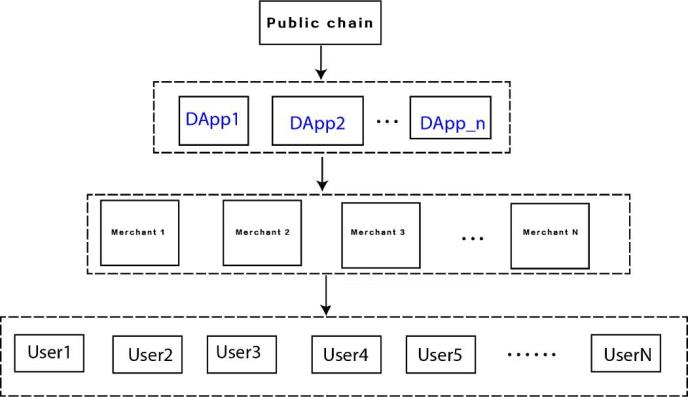 Public chain
DApp1 DApp2 ... DApp_n
Merchant 1 Merchant 2 Merchant 3 ... Merchant N
User1 User2 User3 User4 User5 ...... UserN